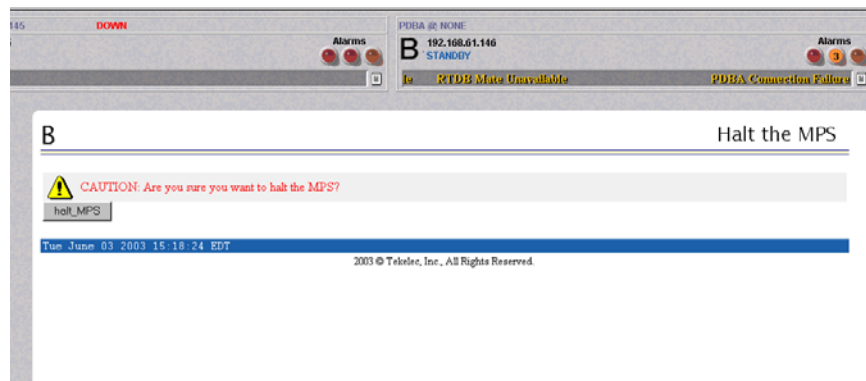 145 DOWN
Alarms
PDBA @ NONE
B 192.168.61.146
STANDBY
Alarms
3
le RTDB Mate Unavailable PDBA Connection Failure
B Halt the MPS
CAUTION: Are you sure you want to halt the MPS?
halt_MPS
Tue June 03 2003 15:18:24 EDT
2003 © Tekelec, Inc., All Rights Reserved.